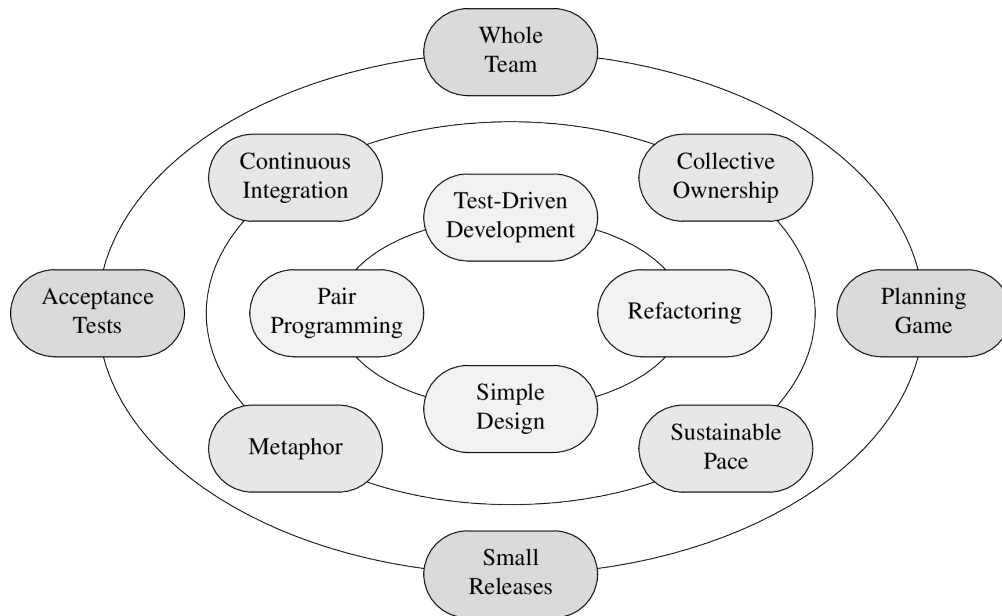 Whole
Team
Continuous
Integration
Collective
Ownership
Test-Driven
Development
Acceptance
Tests
Pair
Programming
Refactoring
Planning
Game
Simple
Design
Metaphor
Sustainable
Pace
Small
Releases